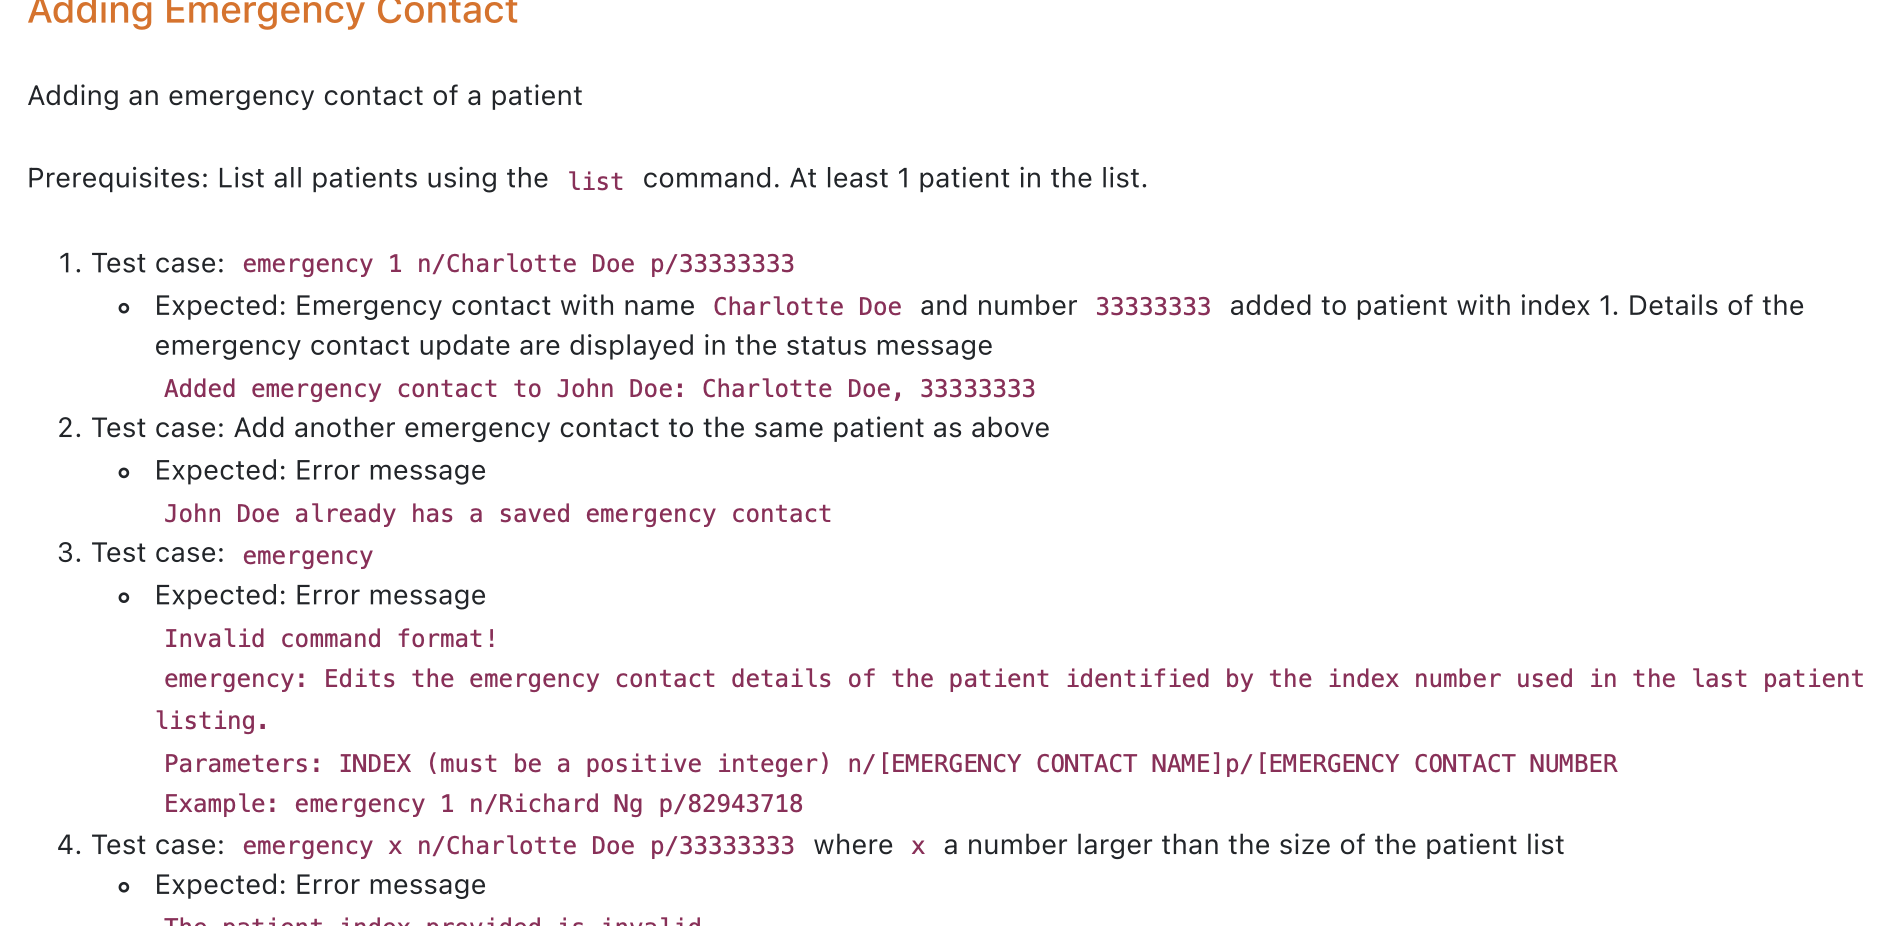 Adding Emergency Contact
Adding an emergency contact of a patient
Prerequisites: List all patients using the list command. At least 1 patient in the list.
1. Test case: emergency 1 n/Charlotte Doe p/33333333
Expected: Emergency contact with name Charlotte Doe and number 33333333 added to patient with index 1. Details of the
emergency contact update are displayed in the status message
Added emergency contact to John Doe: Charlotte Doe, 33333333
2. Test case: Add another emergency contact to the same patient as above
Expected: Error message
John Doe already has a saved emergency contact
3. Test case: emergency
Expected: Error message
Invalid command format!
emergency: Edits the emergency contact details of the patient identified by the index number used in the last patient
listing.
Parameters: INDEX (must be a positive integer) n/[EMERGENCY CONTACT NAME]p/[EMERGENCY CONTACT NUMBER
Example: emergency 1 n/Richard Ng p/82943718
4. Test case: emergency x n/Charlotte Doe p/33333333 where x a number larger than the size of the patient list
Expected: Error message
The patient index provided is invalid